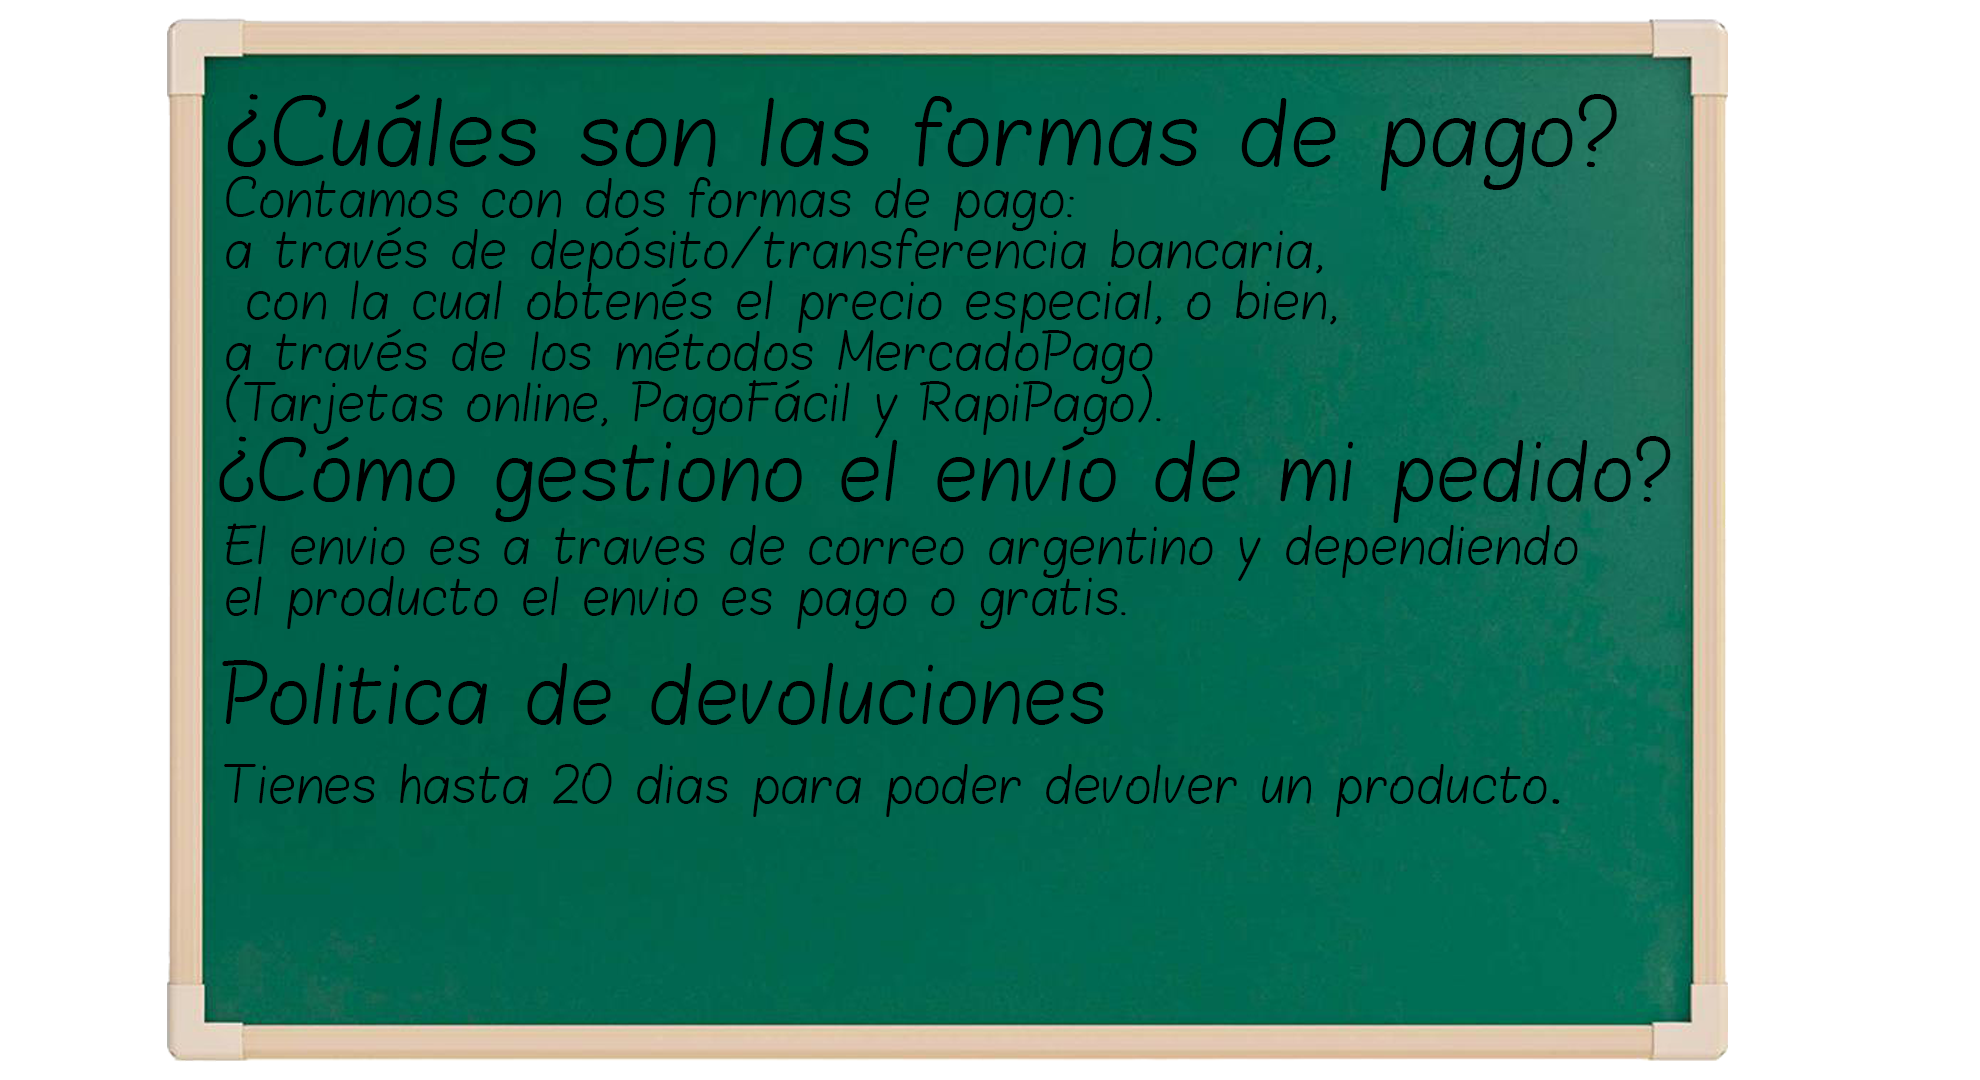 ¿Cuáles son las formas de pago?
Contamos con dos formas de pago:
a través de depósito/transferencia bancaria,
con la cual obtenés el precio especial, o bien,
a través de los métodos MercadoPago
(Tarjetas online, PagoFácil y RapiPago).
¿Cómo gestiono el envío de mi pedido?
El envio es a traves de correo argentino y dependiendo
el producto el envio es pago o gratis.
Politica de devoluciones
Tienes hasta 20 dias para poder devolver un producto.